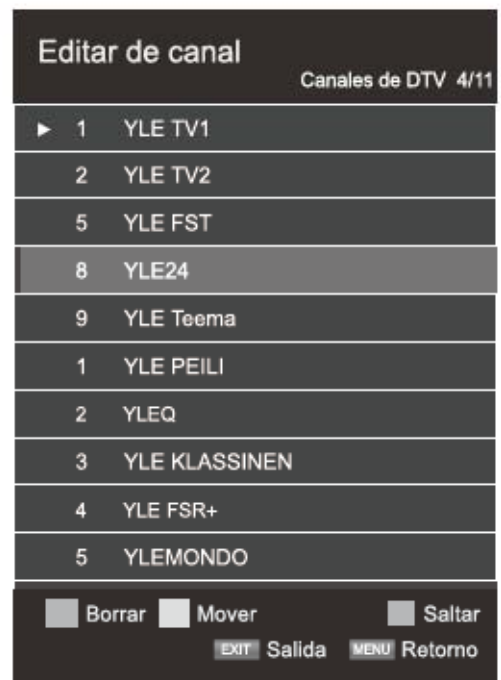 Editar de canal
Canales de DTV 4/11
► 1 YLE TV1
2 YLE TV2
5 YLE FST
8 YLE24
9 YLE Teema
1 YLE PEILI
2 YLEQ
3 YLE KLASSINEN
4 YLE FSR+
5 YLEMONDO
Borrar Mover Saltar
EXIT Salida MENU Retorno